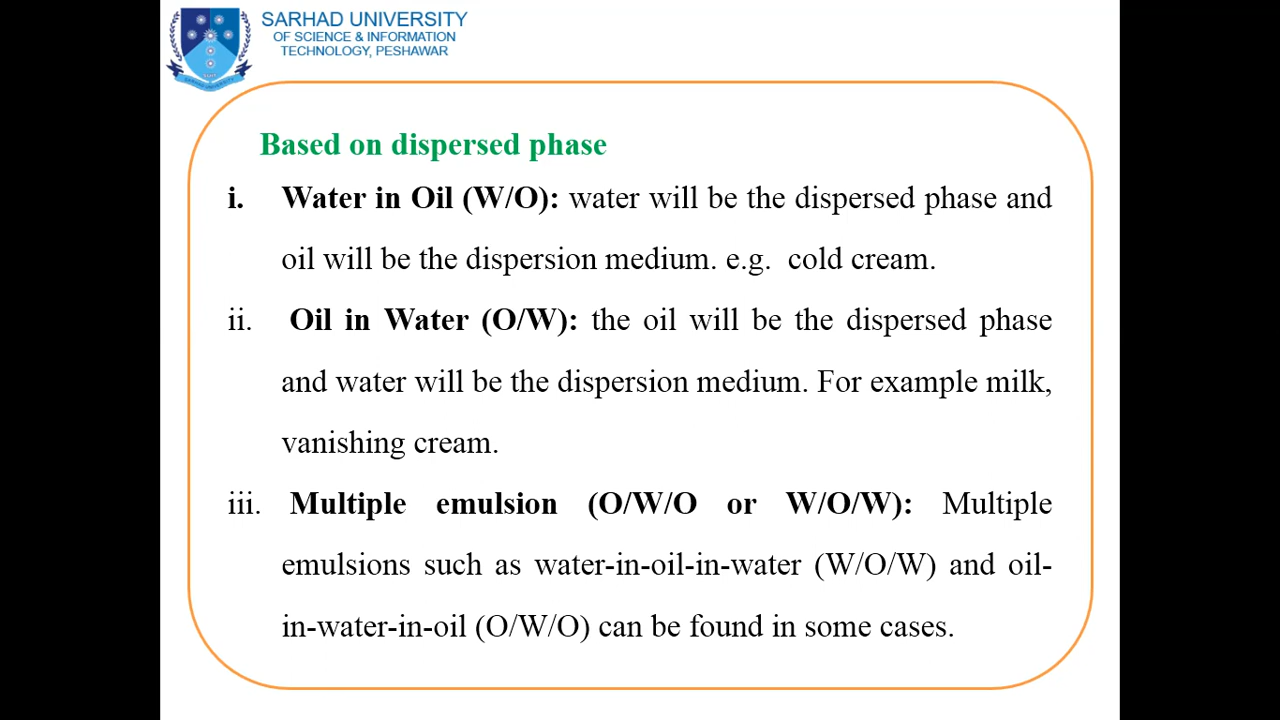 SARHAD UNIVERSITY
OF SCIENCE & INFORMATION
TECHNOLOGY, PESHAWAR
Based on dispersed phase
i. Water in Oil (W/O): water will be the dispersed phase and
oil will be the dispersion medium. e.g. cold cream.
ii. Oil in Water (O/W): the oil will be the dispersed phase
and water will be the dispersion medium. For example milk,
vanishing cream.
iii. Multiple emulsion (O/W/O or W/O/W): Multiple
emulsions such as water-in-oil-in-water (W/O/W) and oil-
in-water-in-oil (O/W/O) can be found in some cases.